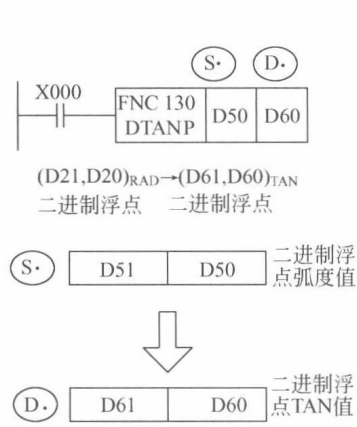 S· D·
X000
FNC 130
DTANP D50 D60
(D21,D20)RAD→(D61,D60)TAN
二进制浮点 二进制浮点
S· D51 D50 二进制浮
点弧度值
D· D61 D60 二进制浮
点TAN值